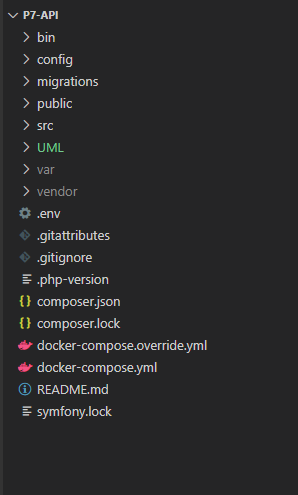 P7-API
bin
config
migrations
public
src
UML
var
vendor
.env
.gitattributes
.gitignore
.php-version
composer.json
composer.lock
docker-compose.override.yml
docker-compose.yml
README.md
symfony.lock